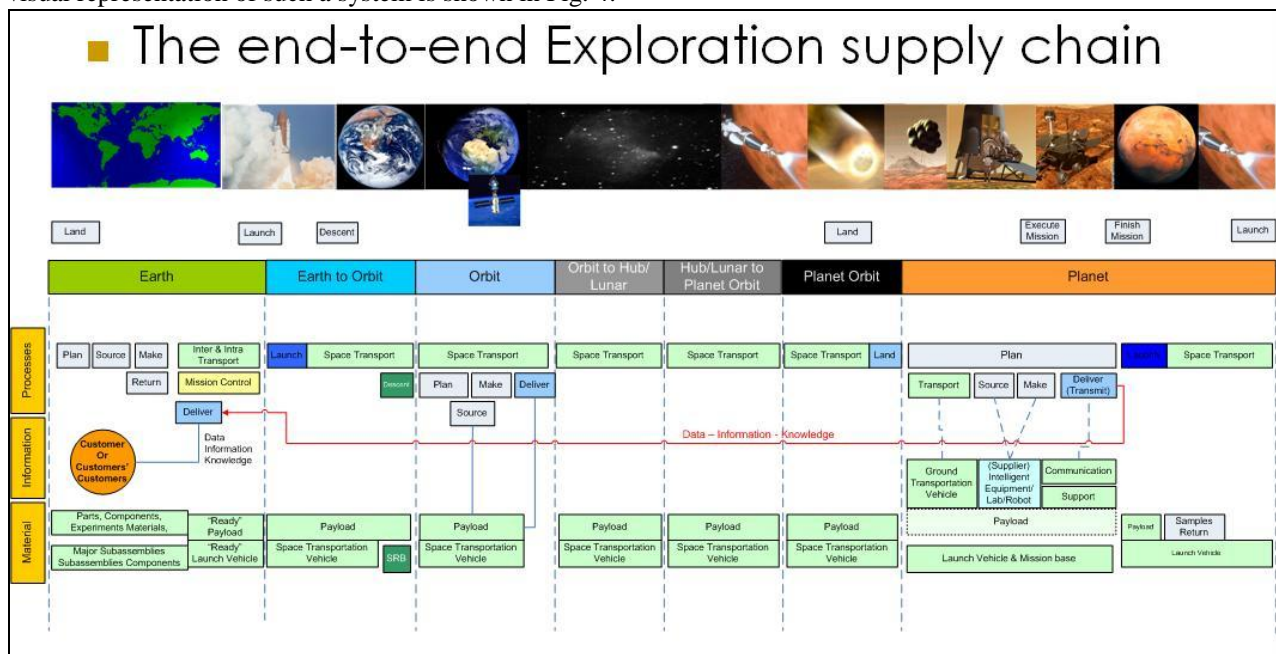 visual representation of such a system is shown in Fig. 4.
■ The end-to-end Exploration supply chain
Land
Launch
Descent
Land
Execute
Mission
Finish
Mission
Launch
Earth
Earth to Orbit
Orbit
Orbit to Hub/
Lunar
Hub/Lunar to
Planet Orbit
Planet Orbit
Planet
Processes
Plan
Source
Make
Inter & Intra
Transport
Launch
Space Transport
Space Transport
Space Transport
Space Transport
Space Transport
Land
Plan
Launch
Space Transport
Return
Mission Control
Descent
Plan
Make
Deliver
Transport
Source
Make
Deliver
(Transmit)
Deliver
Source
Information
Customer
Or
Customers'
Customers
Data
Information
Knowledge
Data – Information - Knowledge
Ground
Transportation
Vehicle
(Supplier)
Intelligent
Equipment/
Lab/Robot
Communication
Support
Material
Parts, Components,
Experiments Materials,
"Ready"
Payload
Payload
Payload
Payload
Payload
Payload
Payload
Payload
Samples
Return
Major Subassemblies
Subassemblies Components
"Ready"
Launch Vehicle
Space Transportation
Vehicle
SRB
Space Transportation
Vehicle
Space Transportation
Vehicle
Space Transportation
Vehicle
Space Transportation
Vehicle
Launch Vehicle & Mission base
Launch Vehicle